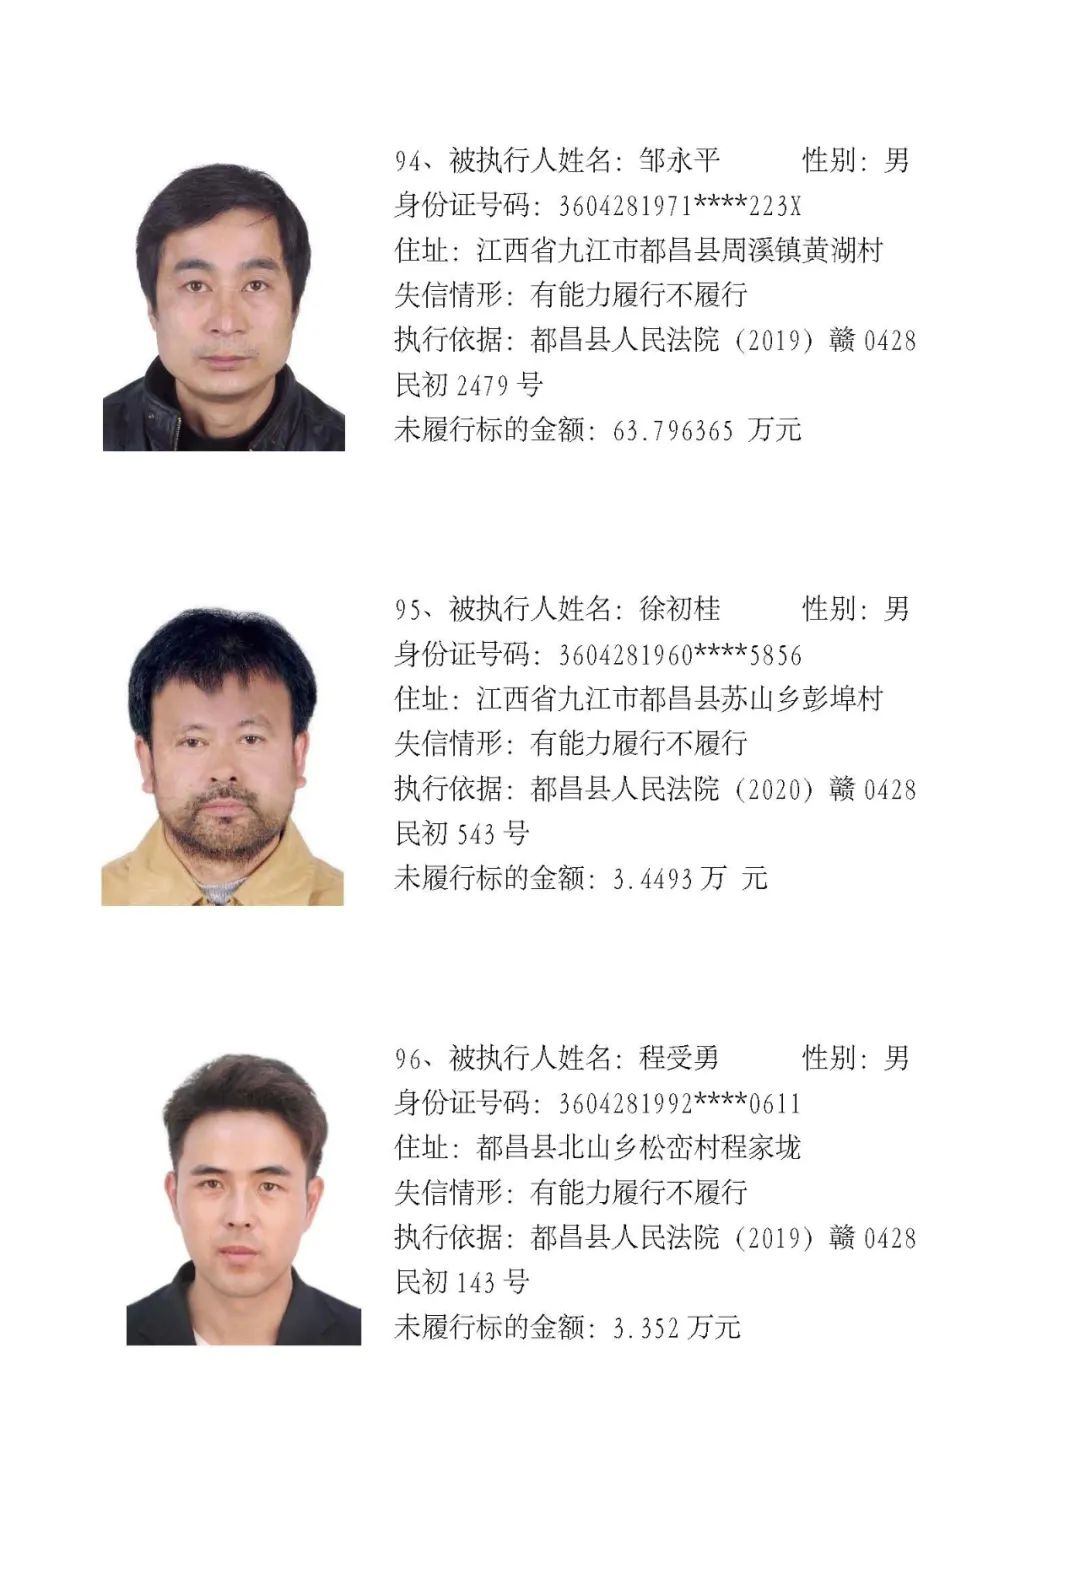 94、被执行人姓名：邹永平 性别：男
身份证号码：3604281971****223X
住址：江西省九江市都昌县周溪镇黄湖村
失信情形：有能力履行不履行
执行依据：都昌县人民法院（2019）赣0428
民初2479号
未履行标的金额：63.796365 万元
95、被执行人姓名：徐初桂 性别：男
身份证号码：3604281960****5856
住址：江西省九江市都昌县苏山乡彭埠村
失信情形：有能力履行不履行
执行依据：都昌县人民法院（2020）赣0428
民初543号
未履行标的金额：3.4493万 元
96、被执行人姓名：程受勇 性别：男
身份证号码：3604281992****0611
住址：都昌县北山乡松峦村程家垅
失信情形：有能力履行不履行
执行依据：都昌县人民法院（2019）赣0428
民初143号
未履行标的金额：3.352万元